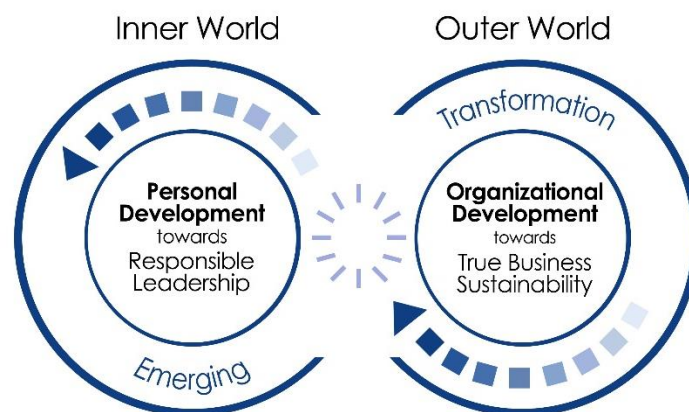 Inner World
Personal
Development
towards
Responsible
Leadership
Emerging
Outer World
Transformation
Organizational
Development
towards
True Business
Sustainability